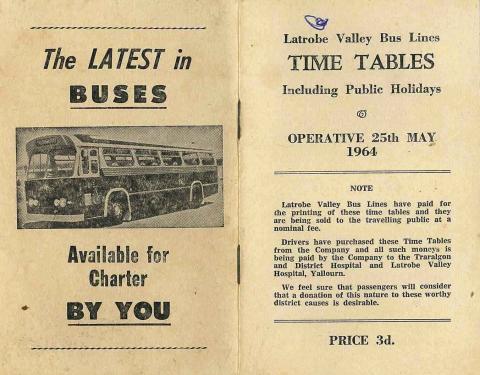 The LATEST in
BUSES
Available for
Charter
BY YOU
Latrobe Valley Bus Lines
TIME TABLES
Including Public Holidays
OPERATIVE 25th MAY
1964
NOTE
Latrobe Valley Bus Lines have paid for
the printing of these time tables and they
are being sold to the travelling public at a
nominal fee.
Drivers have purchased these Time Tables
from the Company and all such moneys is
being paid by the Company to the Traralgon
and District Hospital and Latrobe Valley
Hospital, Yallourn.
We feel sure that passengers will consider
that a donation of this nature to these worthy
district causes is desirable.
PRICE 3d.